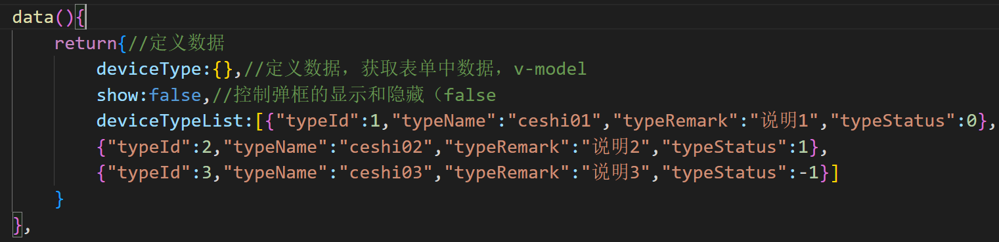 data(){
return{//定义数据
deviceType:{},//定义数据，获取表单中数据，v-model
show:false,//控制弹框的显示和隐藏（false
deviceTypeList:[{"typeId":1,"typeName":"ceshi01","typeRemark":"说明1","typeStatus":0},
{"typeId":2,"typeName":"ceshi02","typeRemark":"说明2","typeStatus":1},
{"typeId":3,"typeName":"ceshi03","typeRemark":"说明3","typeStatus":-1}]
}
},